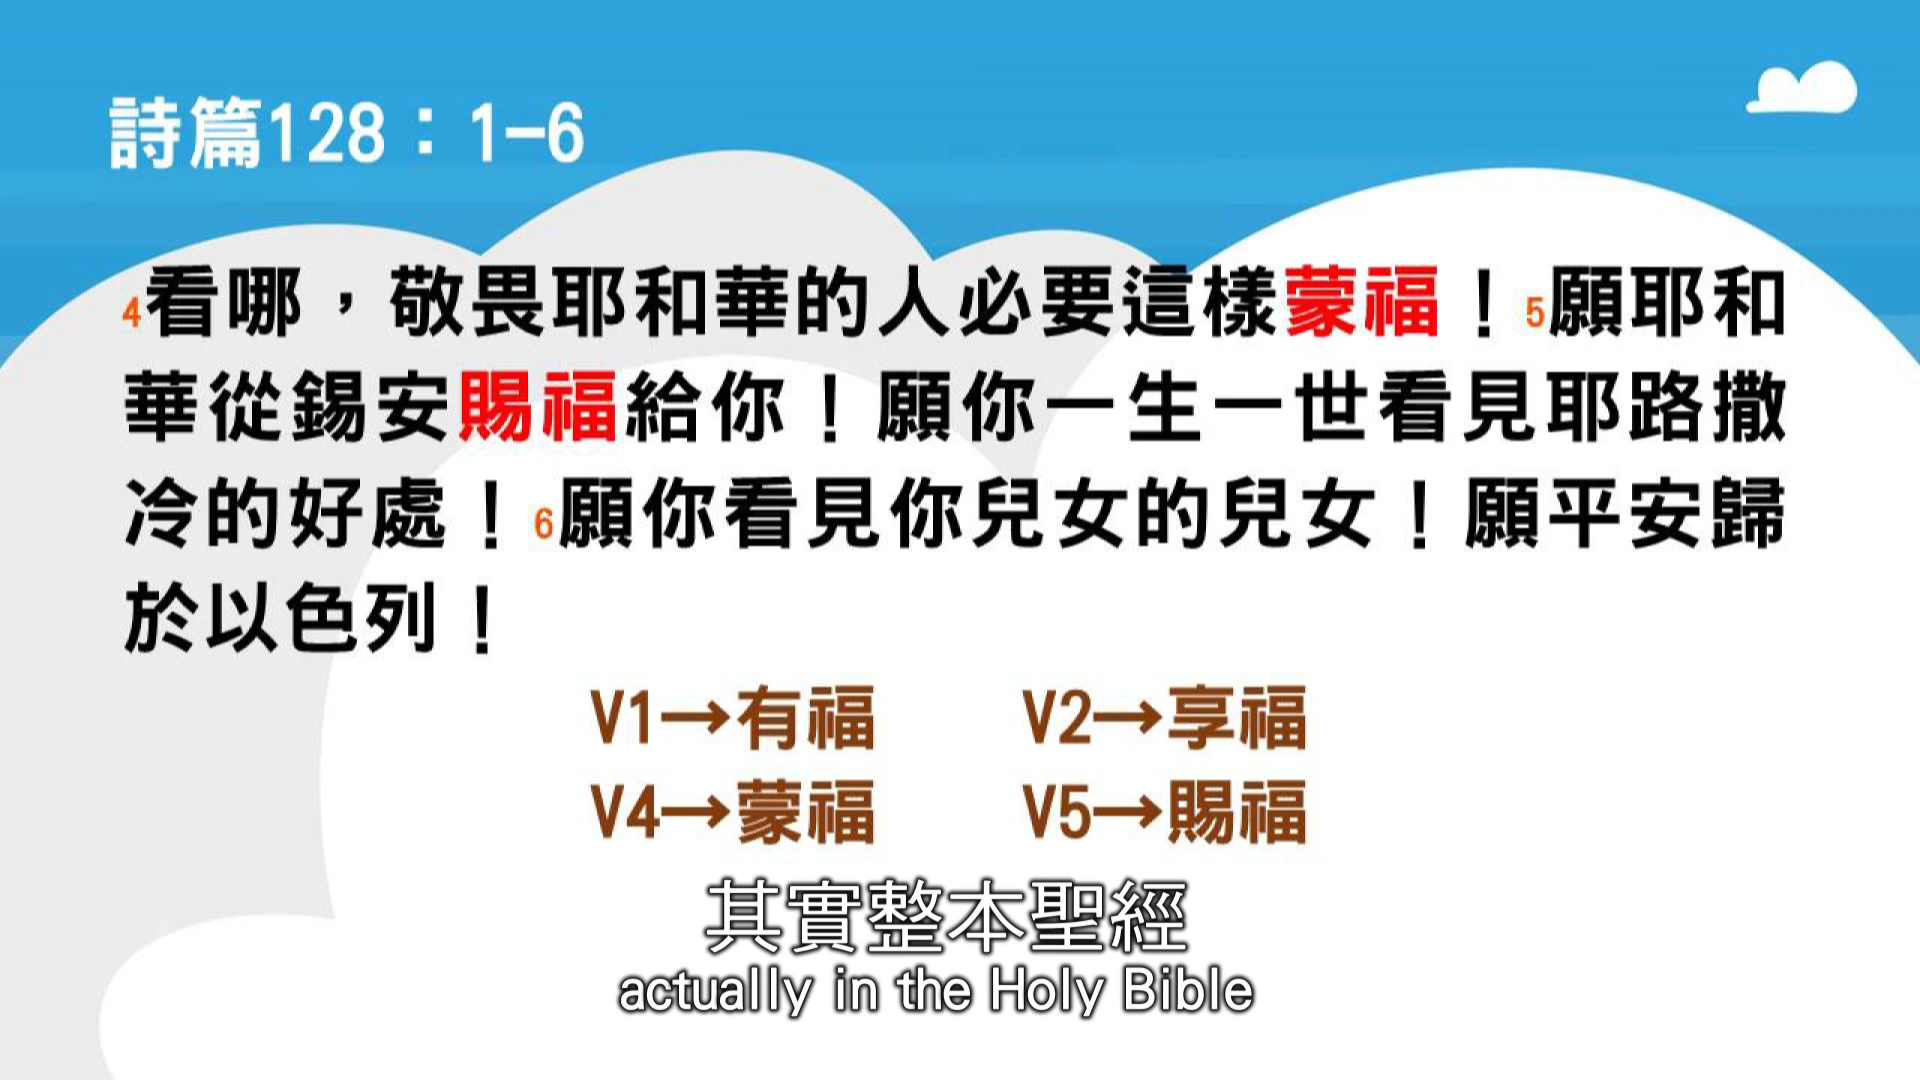 詩篇128：1-6
4看哪，敬畏耶和華的人必要這樣蒙福！5願耶和
華從錫安賜福給你！願你一生一世看見耶路撒
冷的好處！6願你看見你兒女的兒女！願平安歸
於以色列！
V1→有福 V2→享福
V4→蒙福 V5→賜福
其實整本聖經
actually in the Holy Bible